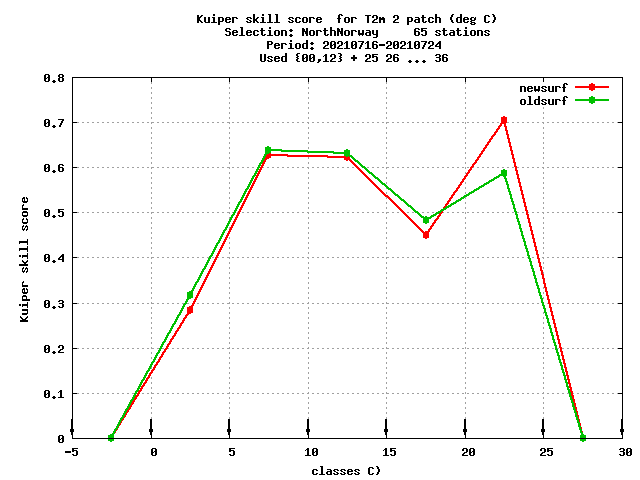 Kuiper skill score  for T2m 2 patch (deg C)
Selection: NorthNorway     65 stations
Period: 20210716-20210724
Used {00,12} + 25 26 ... 36
newsurf
oldsurf
Kuiper skill score
0.8
0.7
0.6
0.5
0.4
0.3
0.2
0.1
0
-5 0 5 10 15 20 25 30
classes C)